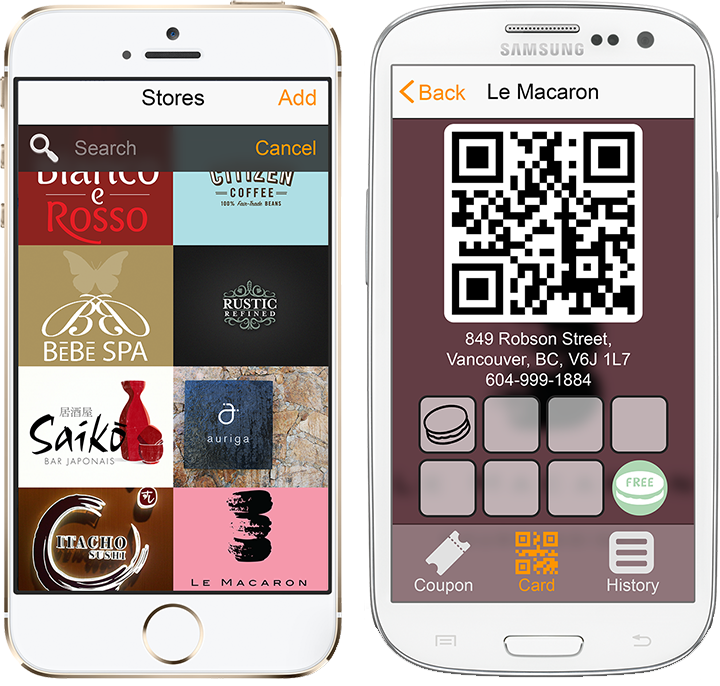 Stores
Add
Search
Cancel
Bianco
e
Rosso
CITIZEN
COFFEE
100% Fair-Trade BEANS
BĒBĒ SPA
RUSTIC
REFINED
居酒屋
Saikō
BAR JAPONAIS
a
auriga
ITACHO
SUSHI
LE MACARON
SAMSUNG
Back
Le Macaron
849 Robson Street,
Vancouver, BC, V6J 1L7
604-999-1884
FREE
Coupon
Card
History